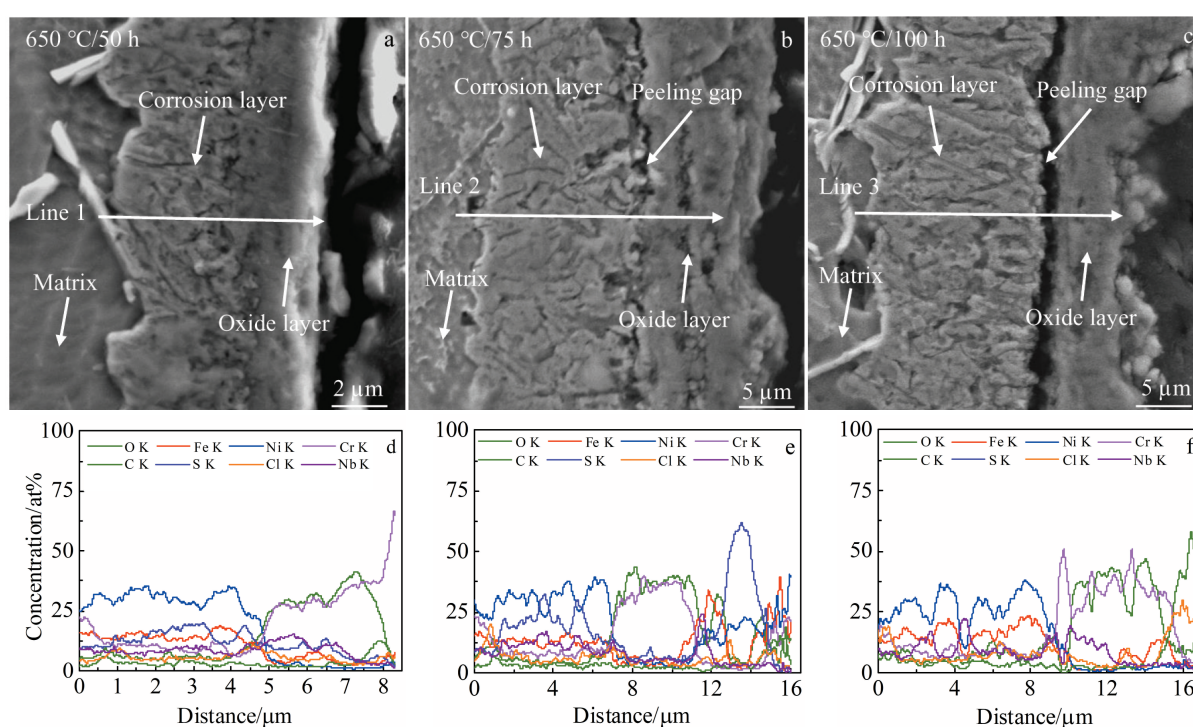 650 °C/50 h
a
Corrosion layer
Line 1
Matrix
Oxide layer
2 µm
650 °C/75 h
b
Corrosion layer
Peeling gap
Line 2
Matrix
Oxide layer
5 µm
650 °C/100 h
c
Corrosion layer
Peeling gap
Line 3
Matrix
Oxide layer
5 µm
Concentration/at%
100
75
50
25
0
O K Fe K Ni K Cr K
C K S K Cl K Nb K
d
0 1 2 3 4 5 6 7 8
Distance/µm
100
75
50
25
0
O K Fe K Ni K Cr K
C K S K Cl K Nb K
e
0 4 8 12 16
Distance/µm
100
75
50
25
0
O K Fe K Ni K Cr K
C K S K Cl K Nb K
f
0 4 8 12 16
Distance/µm